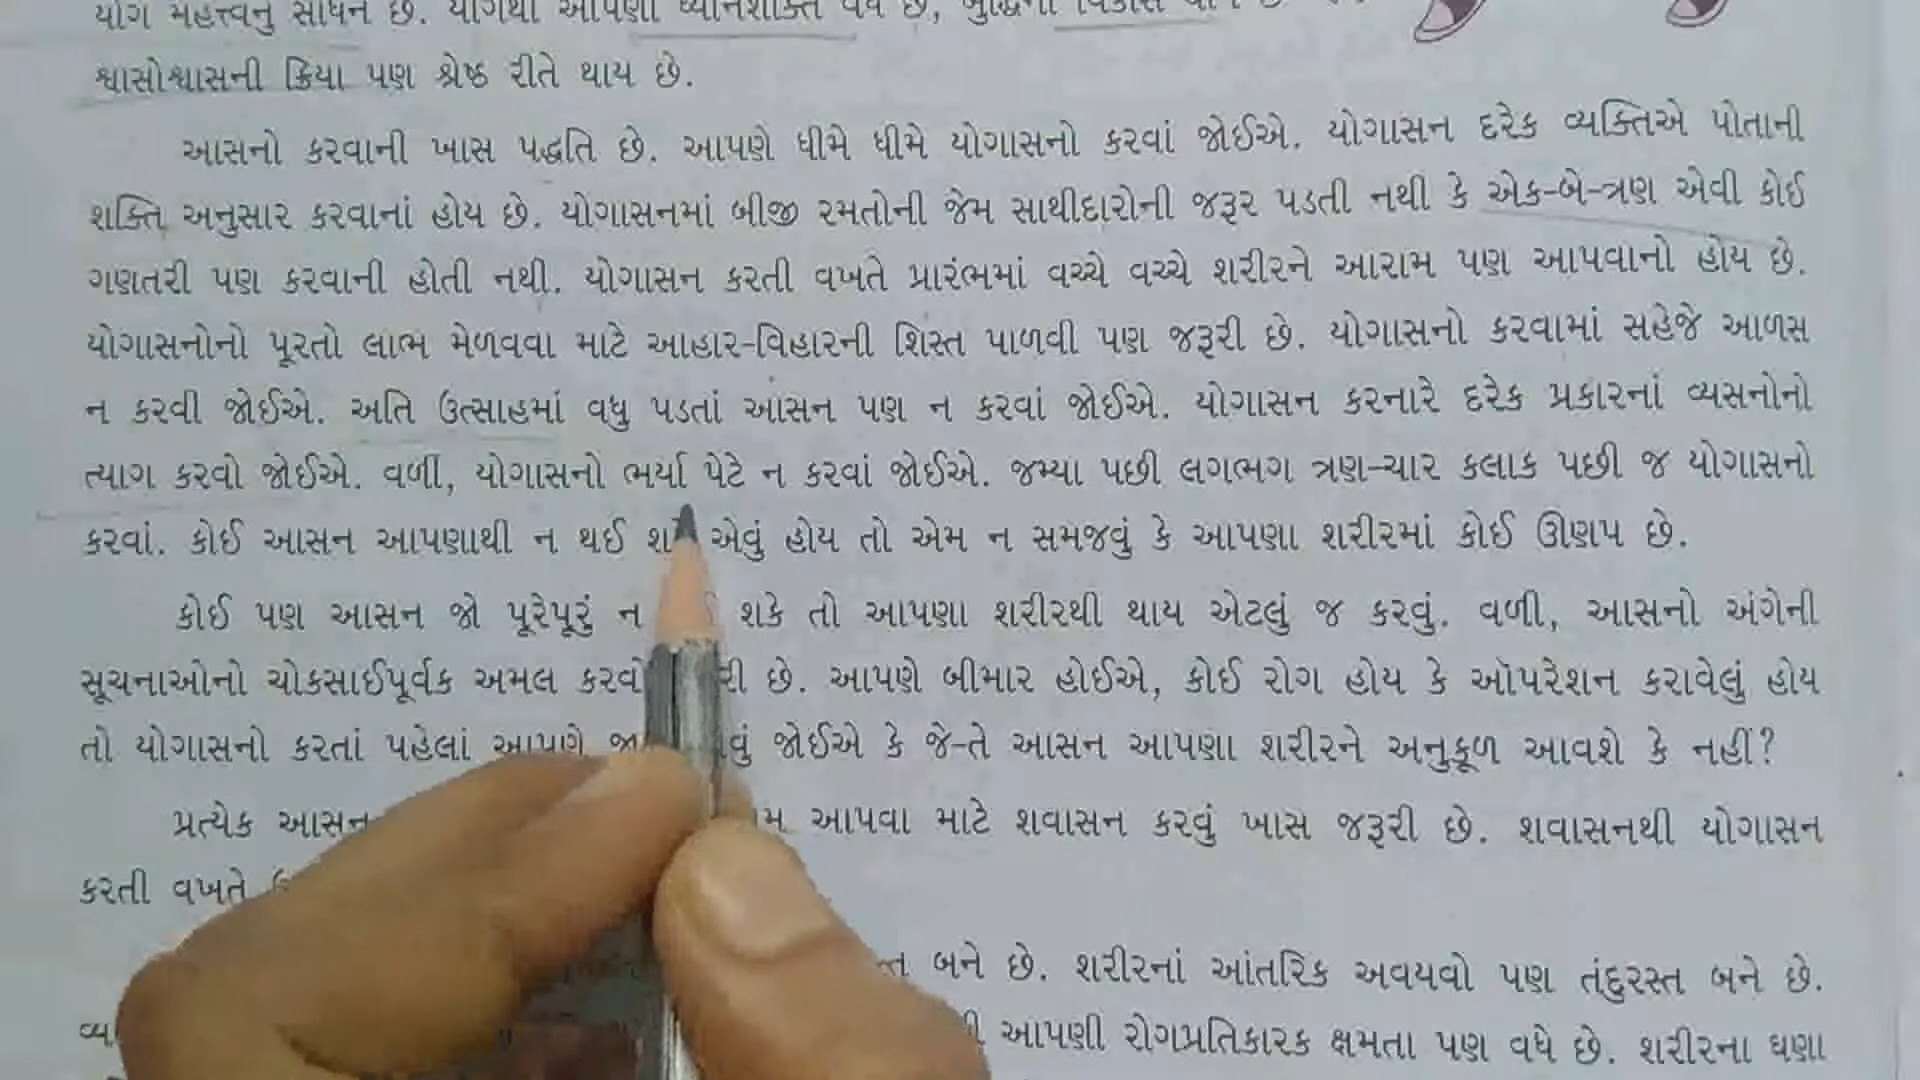 યોગ મહત્ત્વનું સાધન છે. યોગથી આપણી ધ્યાનશક્તિ વધે છે, બુદ્ધિનો વિકાસ થાય છે
શ્વાસોશ્વાસની ક્રિયા પણ શ્રેષ્ઠ રીતે થાય છે.
આસનો કરવાની ખાસ પદ્ધતિ છે. આપણે ધીમે ધીમે યોગાસનો કરવાં જોઈએ. યોગાસન દરેક વ્યક્તિએ પોતાની
શક્તિ અનુસાર કરવાનાં હોય છે. યોગાસનમાં બીજી રમતોની જેમ સાથીદારોની જરૂર પડતી નથી કે એક-બે-ત્રણ એવી કોઈ
ગણતરી પણ કરવાની હોતી નથી. યોગાસન કરતી વખતે પ્રારંભમાં વચ્ચે વચ્ચે શરીરને આરામ પણ આપવાનો હોય છે.
યોગાસનોનો પૂરતો લાભ મેળવવા માટે આહાર-વિહારની શિસ્ત પાળવી પણ જરૂરી છે. યોગાસનો કરવામાં સહેજે આળસ
ન કરવી જોઈએ. અતિ ઉત્સાહમાં વધુ પડતાં આસન પણ ન કરવાં જોઈએ. યોગાસન કરનારે દરેક પ્રકારનાં વ્યસનોનો
ત્યાગ કરવો જોઈએ. વળી, યોગાસનો ભર્યા પેટે ન કરવાં જોઈએ. જમ્યા પછી લગભગ ત્રણ-ચાર કલાક પછી જ યોગાસનો
કરવાં. કોઈ આસન આપણાથી ન થઈ એવું હોય તો એમ ન સમજવું કે આપણા શરીરમાં કોઈ ઊણપ છે.
કોઈ પણ આસન જો પૂરેપૂરું ન શકે તો આપણા શરીરથી થાય એટલું જ કરવું. વળી, આસનો અંગેની
સૂચનાઓનો ચોકસાઈપૂર્વક અમલ કરવો છે. આપણે બીમાર હોઈએ, કોઈ રોગ હોય કે ઑપરેશન કરાવેલું હોય
તો યોગાસનો કરતાં પહેલાં આપણે જોઈએ કે જે-તે આસન આપણા શરીરને અનુકૂળ આવશે કે નહીં?
પ્રત્યેક આસન આપવા માટે શવાસન કરવું ખાસ જરૂરી છે. શવાસનથી યોગાસન
કરતી વખતે
બને છે. શરીરનાં આંતરિક અવયવો પણ તંદુરસ્ત બને છે.
આપણી રોગપ્રતિકારક ક્ષમતા પણ વધે છે. શરીરના ઘણા